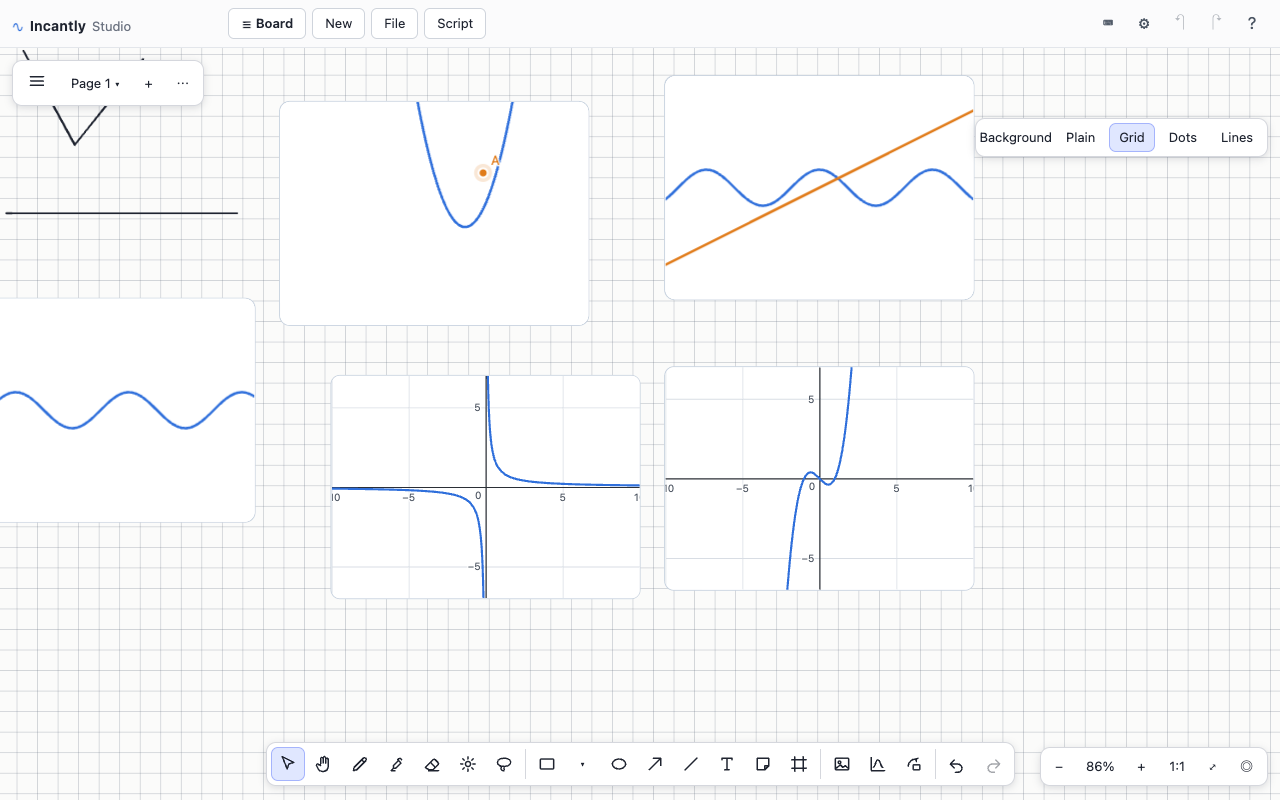 Incantly Studio
Board New File Script
?
Page 1
Background Plain Grid Dots Lines
A
5
0
−5 5
−5
5
0
−5 5
−5
T
− 86% + 1:1